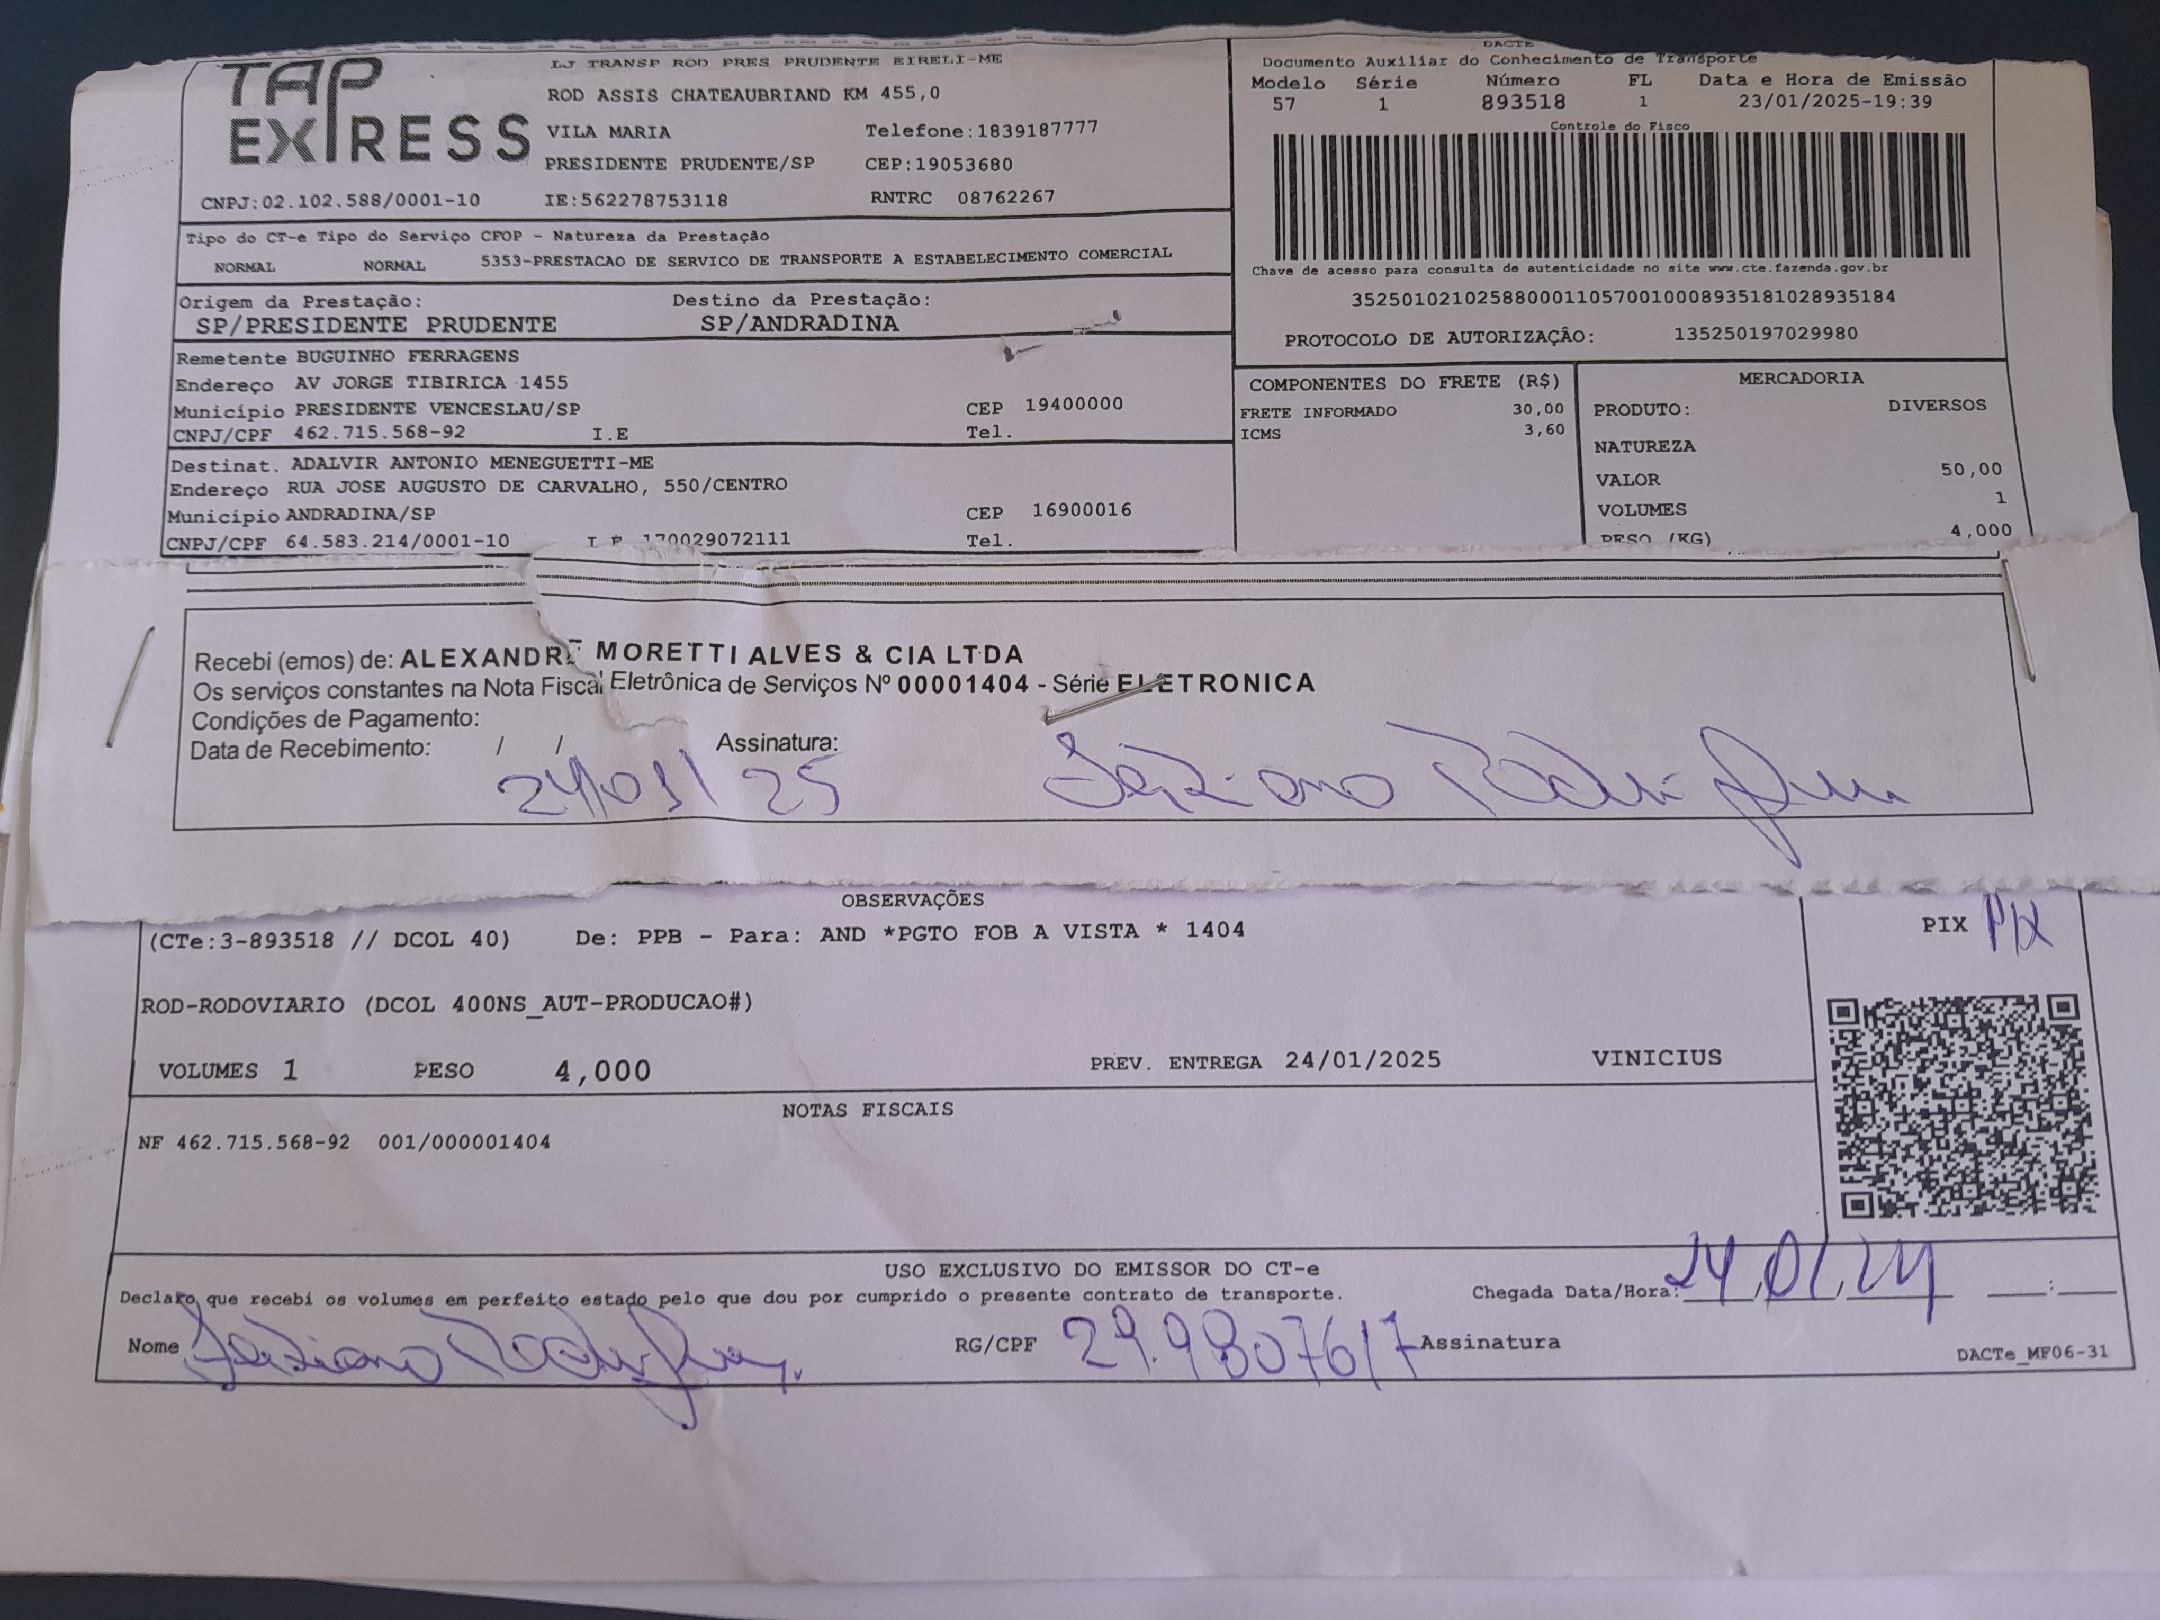 TAP EXPRESS
LJ TRANSP ROD PRES PRUDENTE EIRELI-ME
ROD ASSIS CHATEAUBRIAND KM 455,0
VILA MARIA Telefone:1839187777
PRESIDENTE PRUDENTE/SP CEP:19053680
CNPJ:02.102.588/0001-10 IE:562278753118 RNTRC 08762267
DACTE
Documento Auxiliar do Conhecimento de Transporte
Modelo Série Número FL Data e Hora de Emissão
57 1 893518 1 23/01/2025-19:39
Controle do Fisco
Chave de acesso para consulta de autenticidade no site www.cte.fazenda.gov.br
35250102102588000110570010008935181028935184
PROTOCOLO DE AUTORIZAÇÃO: 135250197029980
Tipo do CT-e Tipo do Serviço CFOP - Natureza da Prestação
NORMAL NORMAL 5353-PRESTACAO DE SERVICO DE TRANSPORTE A ESTABELECIMENTO COMERCIAL
Origem da Prestação: Destino da Prestação:
SP/PRESIDENTE PRUDENTE SP/ANDRADINA
Remetente BUGUINHO FERRAGENS
Endereço AV JORGE TIBIRICA 1455
Município PRESIDENTE VENCESLAU/SP CEP 19400000
CNPJ/CPF 462.715.568-92 I.E Tel.
Destinat. ADALVIR ANTONIO MENEGUETTI-ME
Endereço RUA JOSE AUGUSTO DE CARVALHO, 550/CENTRO
Município ANDRADINA/SP CEP 16900016
CNPJ/CPF 64.583.214/0001-10 I.E 170029072111 Tel.
COMPONENTES DO FRETE (R$)
FRETE INFORMADO 30,00
ICMS 3,60
MERCADORIA
PRODUTO: DIVERSOS
NATUREZA
VALOR 50,00
VOLUMES 1
PESO (KG) 4,000
Recebi (emos) de: ALEXANDRE MORETTI ALVES & CIA LTDA
Os serviços constantes na Nota Fiscal Eletrônica de Serviços Nº 00001404 - Série ELETRONICA
Condições de Pagamento:
Data de Recebimento: / / Assinatura:
24/01/25
OBSERVAÇÕES
(CTe:3-893518 // DCOL 40) De: PPB - Para: AND *PGTO FOB A VISTA * 1404
PIX PIX
ROD-RODOVIARIO (DCOL 400NS_AUT-PRODUCAO#)
VOLUMES 1 PESO 4,000 PREV. ENTREGA 24/01/2025 VINICIUS
NOTAS FISCAIS
NF 462.715.568-92 001/000001404
USO EXCLUSIVO DO EMISSOR DO CT-e
Declaro que recebi os volumes em perfeito estado pelo que dou por cumprido o presente contrato de transporte.
Chegada Data/Hora: 24/01/24 :
Nome RG/CPF 29.9807617 Assinatura
DACTe_MF06-31